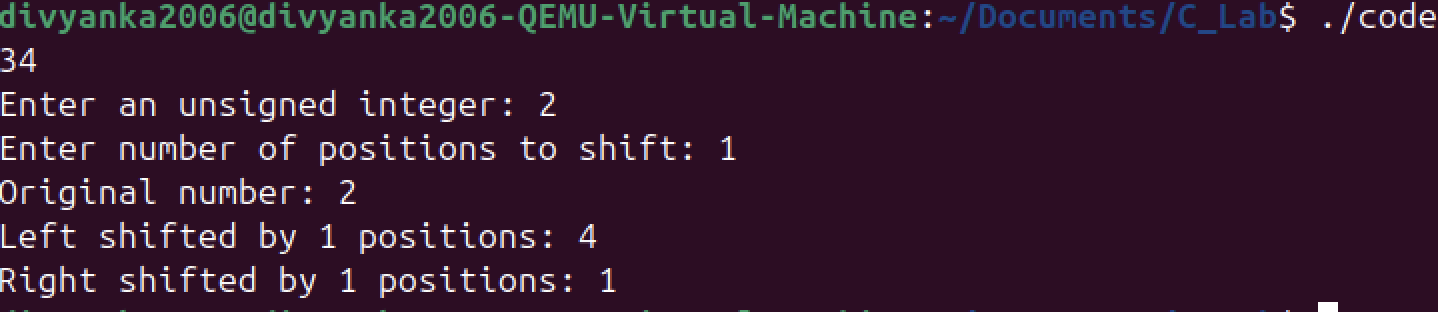 divyanka2006@divyanka2006-QEMU-Virtual-Machine:~/Documents/C_Lab$ ./code
34
Enter an unsigned integer: 2
Enter number of positions to shift: 1
Original number: 2
Left shifted by 1 positions: 4
Right shifted by 1 positions: 1